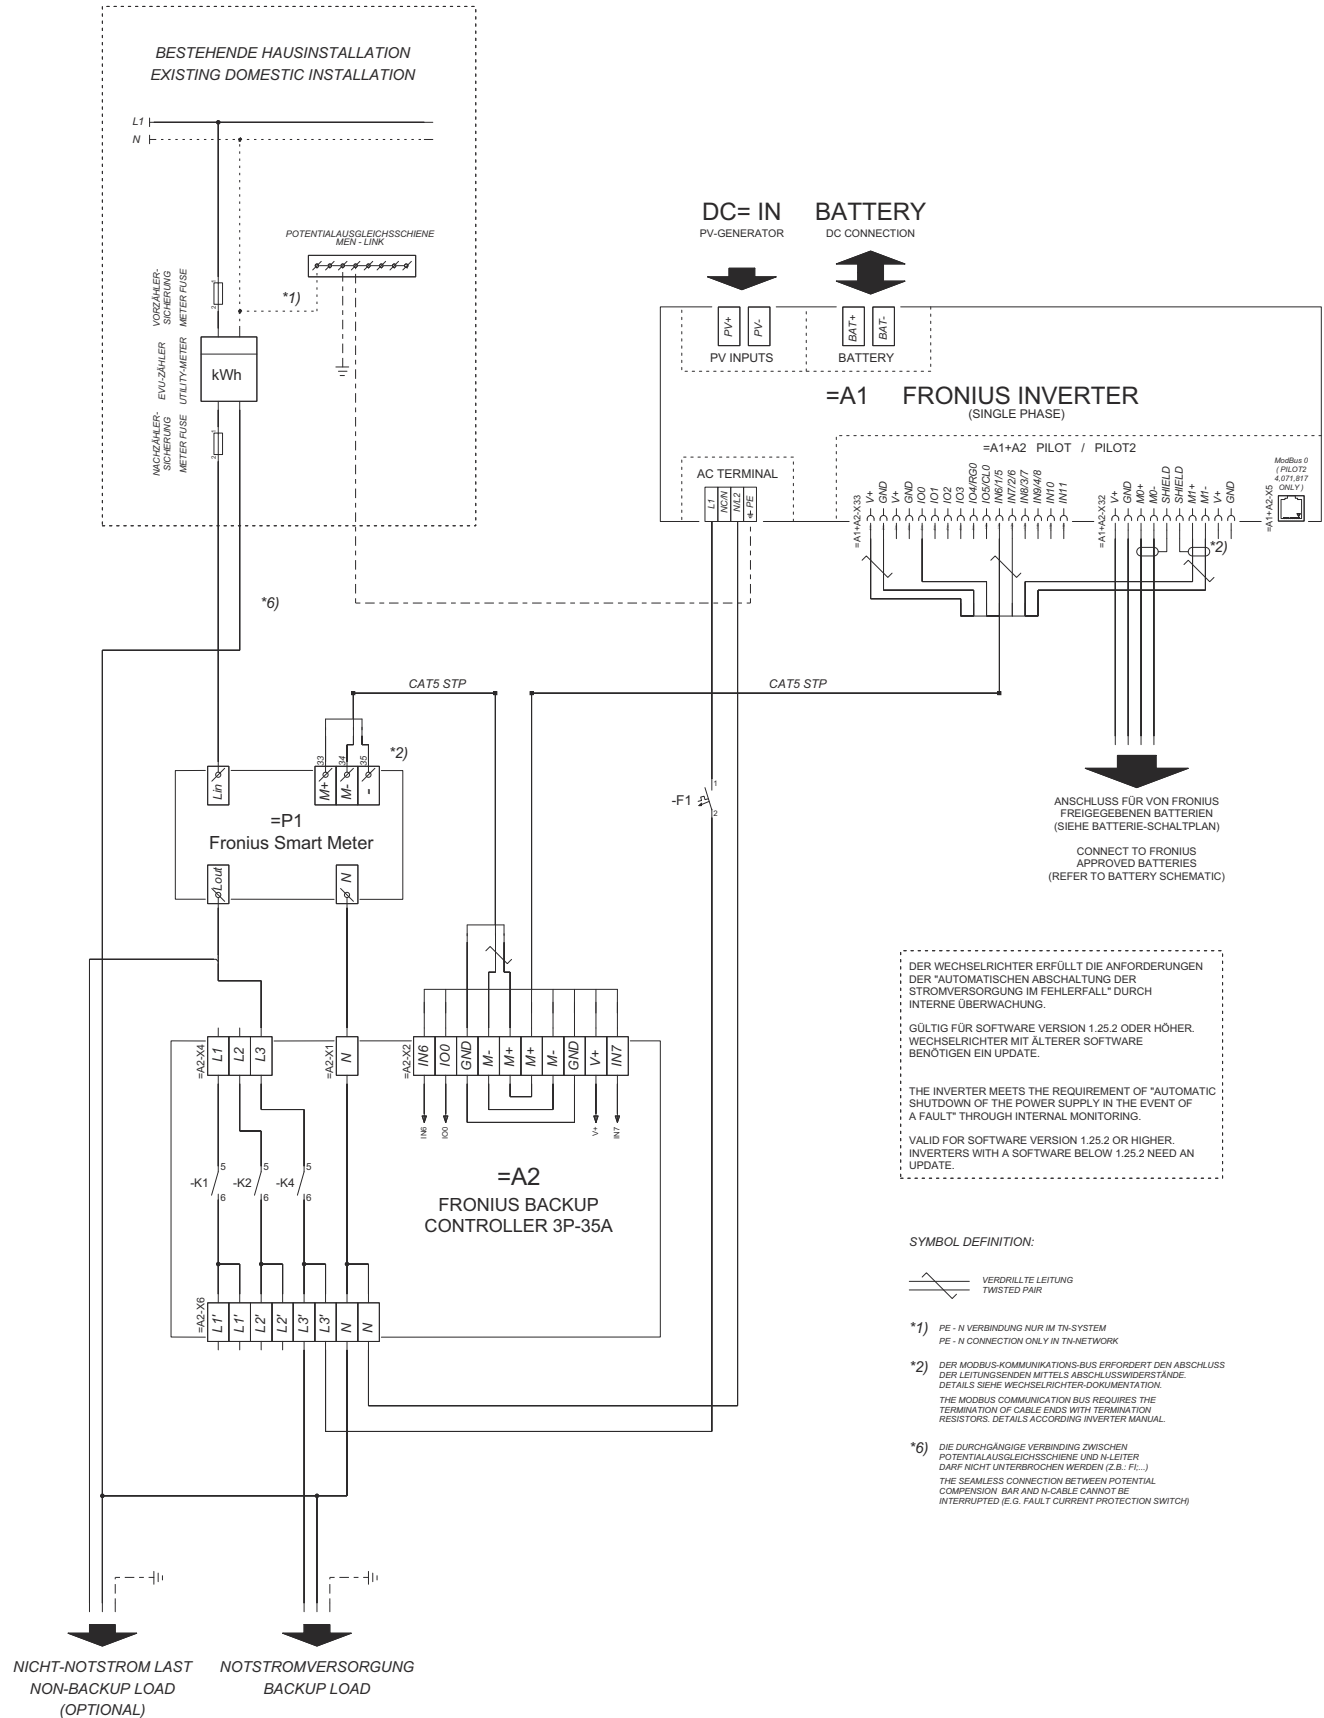 BESTEHENDE HAUSINSTALLATION
EXISTING DOMESTIC INSTALLATION
L1
N
POTENTIALAUSGLEICHSSCHIENE
MEN - LINK
*1)
VORZÄHLER-
SICHERUNG
METER FUSE
1
2
EVU-ZÄHLER
UTILITY-METER
kWh
NACHZÄHLER-
SICHERUNG
METER FUSE
1
2
*6)
DC= IN
PV-GENERATOR
BATTERY
DC CONNECTION
PV+
PV-
PV INPUTS
BAT+
BAT-
BATTERY
=A1 FRONIUS INVERTER
(SINGLE PHASE)
=A1+A2 PILOT / PILOT2
AC TERMINAL
L1
NC/N
N/L2
PE
=A1+A2-X33
V+
GND
V+
GND
IO0
IO1
IO2
IO3
IO4/RG0
IO5/CL0
IN6/1/5
IN7/2/6
IN8/3/7
IN9/4/8
IN10
IN11
=A1+A2-X32
V+
GND
M0+
M0-
SHIELD
SHIELD
M1+
M1-
V+
GND
=A1+A2-X5
ModBus 0
( PILOT2
4,071,817
ONLY )
*2)
CAT5 STP
CAT5 STP
Lin
33
34
35
M+
M-
-
*2)
=P1
Fronius Smart Meter
Lout
N
-F1
1
2
ANSCHLUSS FÜR VON FRONIUS
FREIGEGEBENEN BATTERIEN
(SIEHE BATTERIE-SCHALTPLAN)
CONNECT TO FRONIUS
APPROVED BATTERIES
(REFER TO BATTERY SCHEMATIC)
=A2-X4
L1
L2
L3
=A2-X1
N
=A2-X2
IN6
IO0
GND
M-
M+
M+
M-
GND
V+
IN7
IN6
IO0
V+
IN7
-K1
5
6
-K2
5
6
-K4
5
6
=A2
FRONIUS BACKUP
CONTROLLER 3P-35A
=A2-X6
L1'
L1'
L2'
L2'
L3'
L3'
N
N
DER WECHSELRICHTER ERFÜLLT DIE ANFORDERUNGEN
DER "AUTOMATISCHEN ABSCHALTUNG DER
STROMVERSORGUNG IM FEHLERFALL" DURCH
INTERNE ÜBERWACHUNG.
GÜLTIG FÜR SOFTWARE VERSION 1.25.2 ODER HÖHER.
WECHSELRICHTER MIT ÄLTERER SOFTWARE
BENÖTIGEN EIN UPDATE.
THE INVERTER MEETS THE REQUIREMENT OF "AUTOMATIC
SHUTDOWN OF THE POWER SUPPLY IN THE EVENT OF
A FAULT" THROUGH INTERNAL MONITORING.
VALID FOR SOFTWARE VERSION 1.25.2 OR HIGHER.
INVERTERS WITH A SOFTWARE BELOW 1.25.2 NEED AN
UPDATE.
SYMBOL DEFINITION:
VERDRILLTE LEITUNG
TWISTED PAIR
*1) PE - N VERBINDUNG NUR IM TN-SYSTEM
PE - N CONNECTION ONLY IN TN-NETWORK
*2) DER MODBUS-KOMMUNIKATIONS-BUS ERFORDERT DEN ABSCHLUSS
DER LEITUNGSENDEN MITTELS ABSCHLUSSWIDERSTÄNDE.
DETAILS SIEHE WECHSELRICHTER-DOKUMENTATION.
THE MODBUS COMMUNICATION BUS REQUIRES THE
TERMINATION OF CABLE ENDS WITH TERMINATION
RESISTORS. DETAILS ACCORDING INVERTER MANUAL.
*6) DIE DURCHGÄNGIGE VERBINDUNG ZWISCHEN
POTENTIALAUSGLEICHSSCHIENE UND N-LEITER
DARF NICHT UNTERBROCHEN WERDEN (Z.B.: FI;...)
THE SEAMLESS CONNECTION BETWEEN POTENTIAL
COMPENSION BAR AND N-CABLE CANNOT BE
INTERRUPTED (E.G. FAULT CURRENT PROTECTION SWITCH)
NICHT-NOTSTROM LAST
NON-BACKUP LOAD
(OPTIONAL)
NOTSTROMVERSORGUNG
BACKUP LOAD